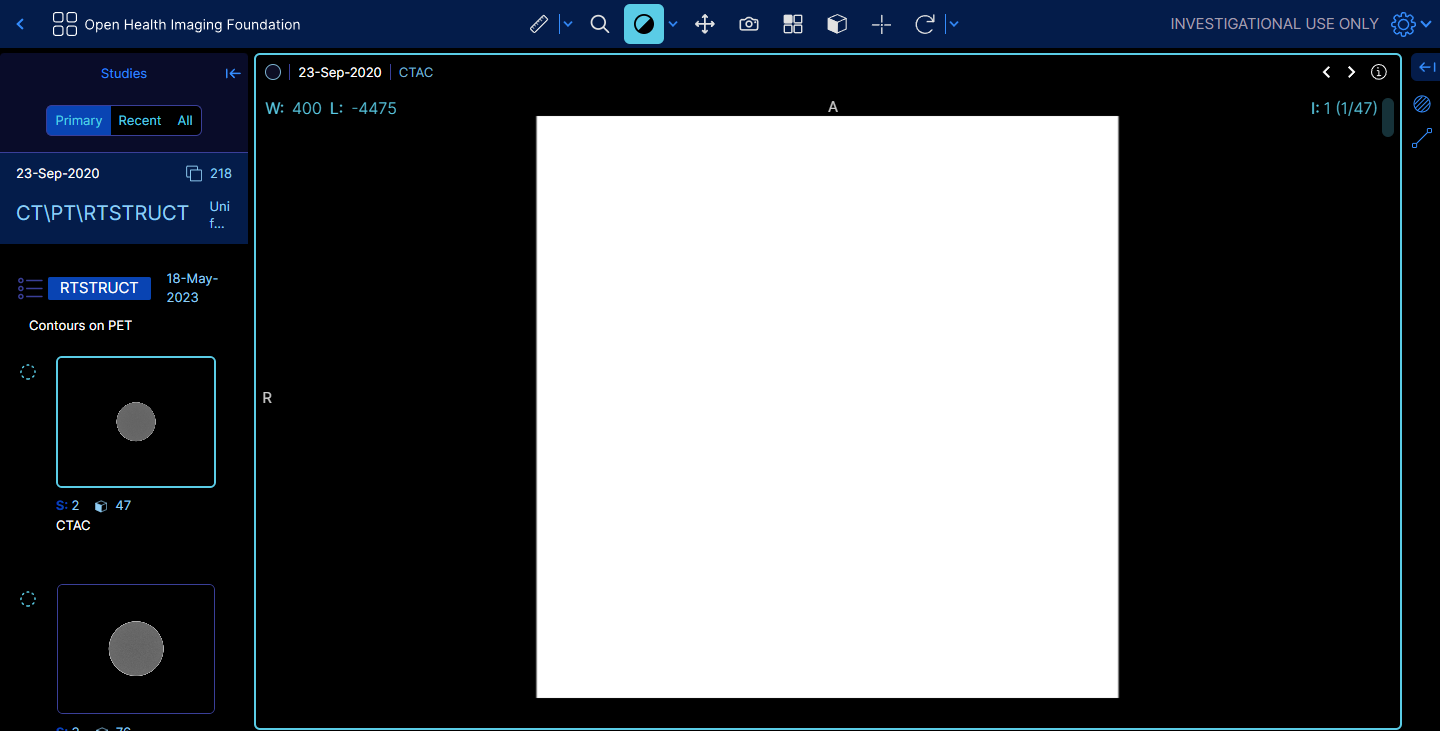 Open Health Imaging Foundation
INVESTIGATIONAL USE ONLY
Studies
Primary Recent All
23-Sep-2020 218
CT\PT\RTSTRUCT Uni
f...
RTSTRUCT 18-May-
2023
Contours on PET
S: 2 47
CTAC
S: 3 76
23-Sep-2020 CTAC
W: 400 L: -4475
A
I: 1 (1/47)
R